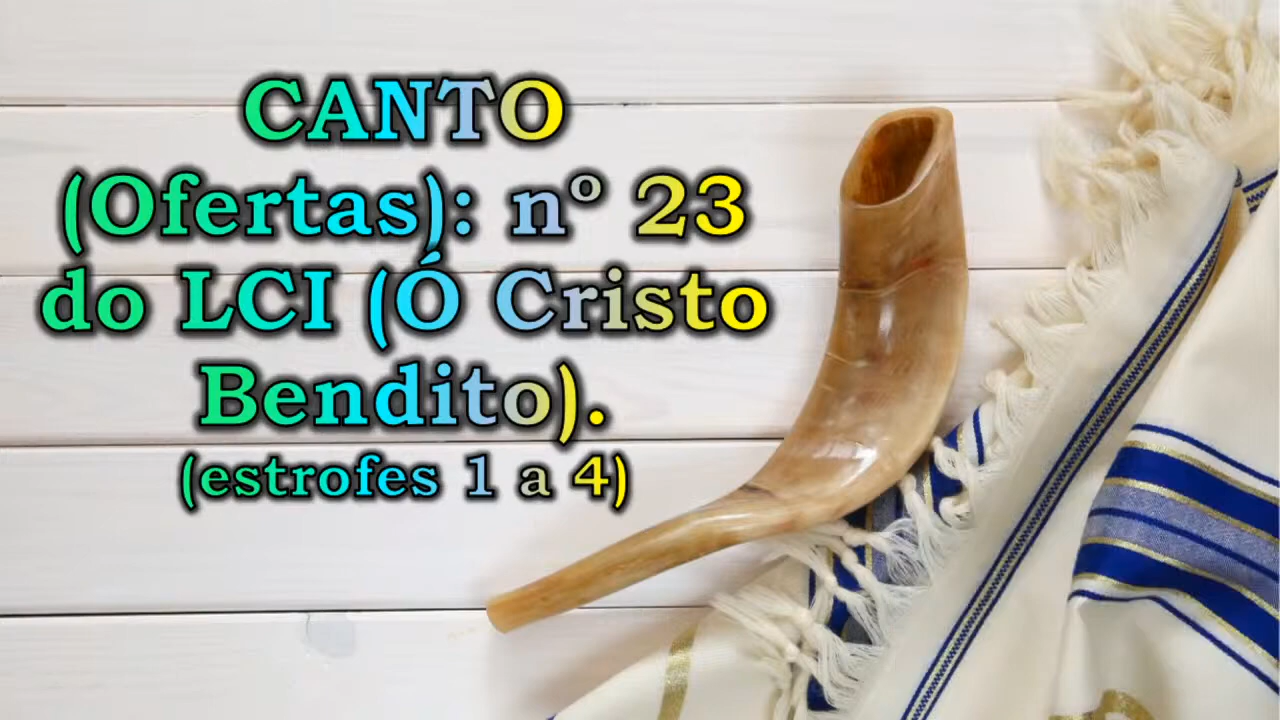 CANTO
(Ofertas): nº 23
do LCI (Ó Cristo
Bendito).
(estrofes 1 a 4)